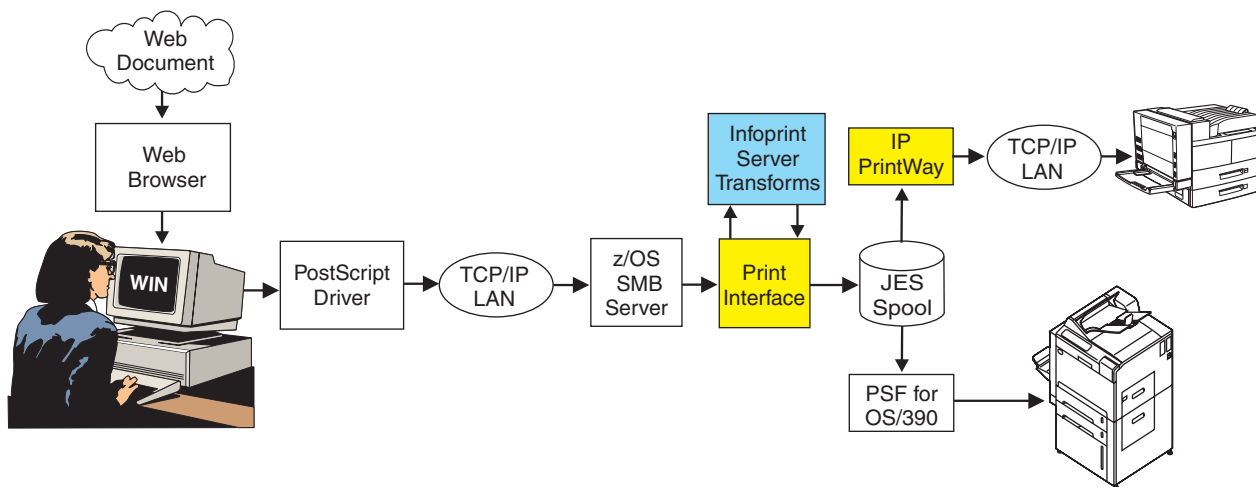 Web
Document
Web
Browser
WIN
PostScript
Driver
TCP/IP
LAN
z/OS
SMB
Server
Infoprint
Server
Transforms
Print
Interface
JES
Spool
IP
PrintWay
TCP/IP
LAN
PSF for
OS/390